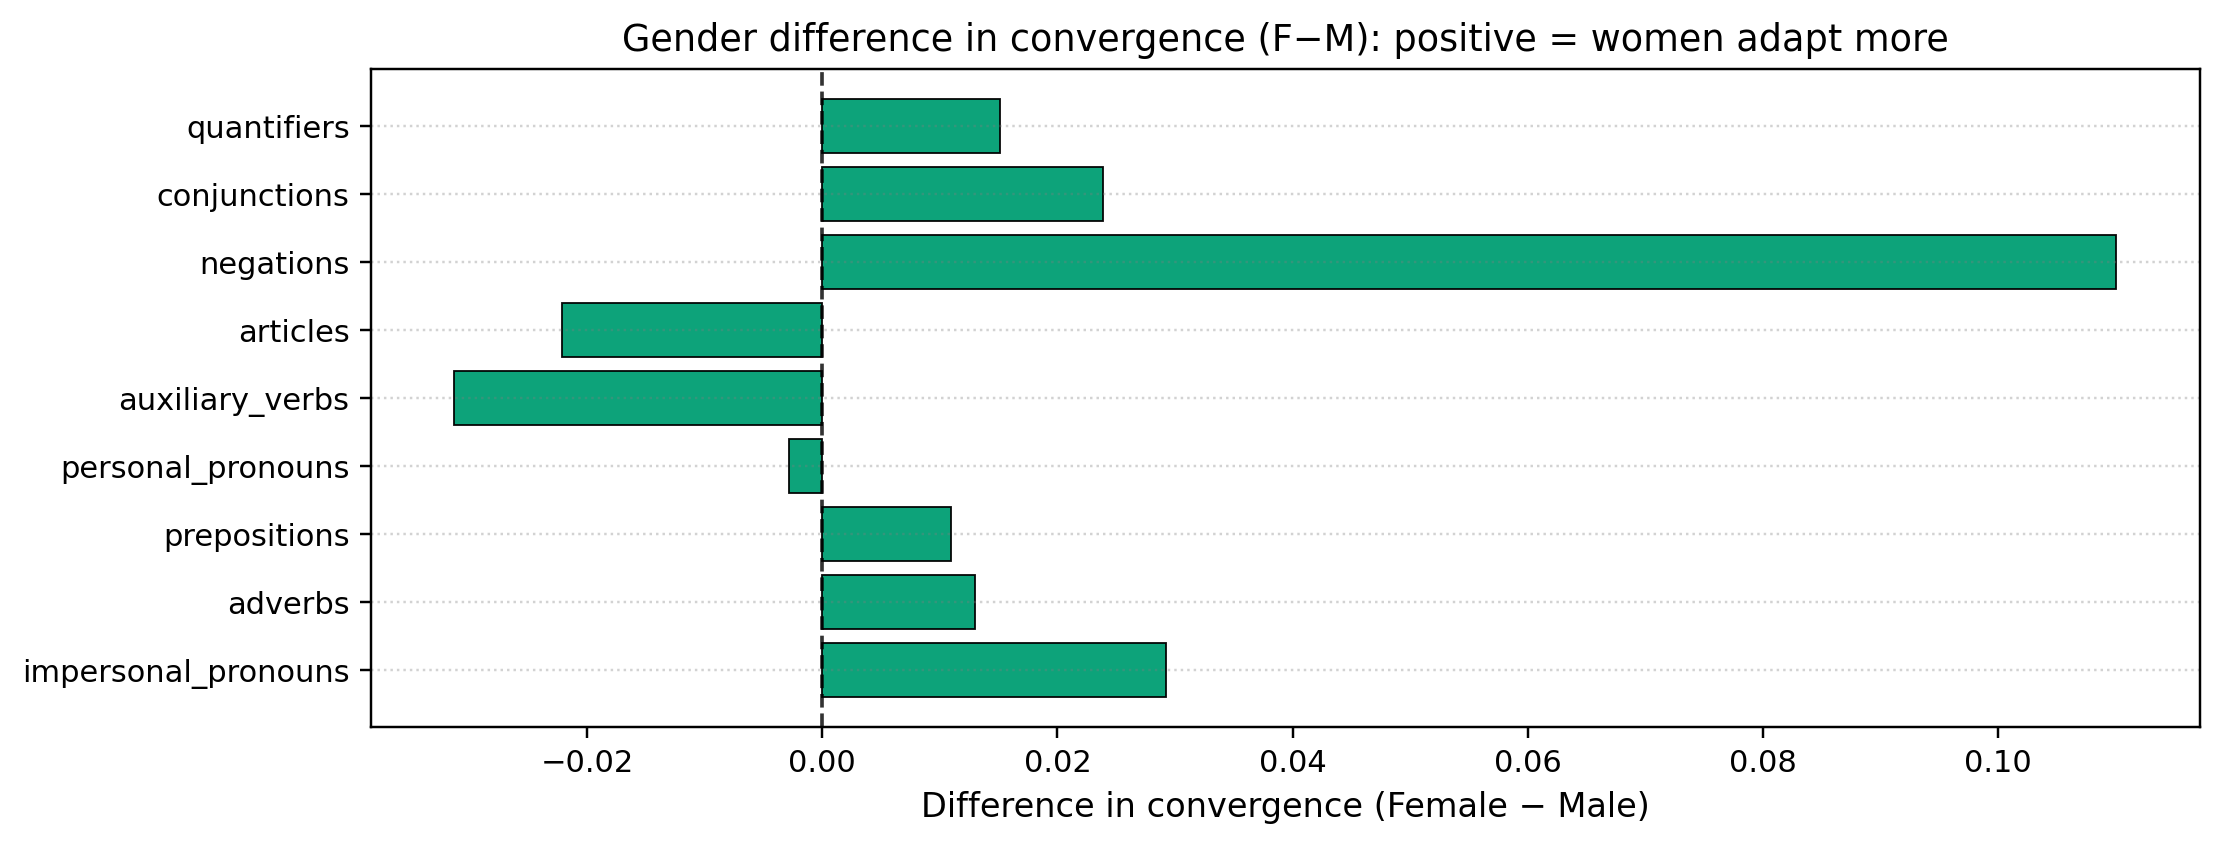 Gender difference in convergence (F−M): positive = women adapt more
quantifiers
conjunctions
negations
articles
auxiliary_verbs
personal_pronouns
prepositions
adverbs
impersonal_pronouns
−0.02 0.00 0.02 0.04 0.06 0.08 0.10
Difference in convergence (Female − Male)